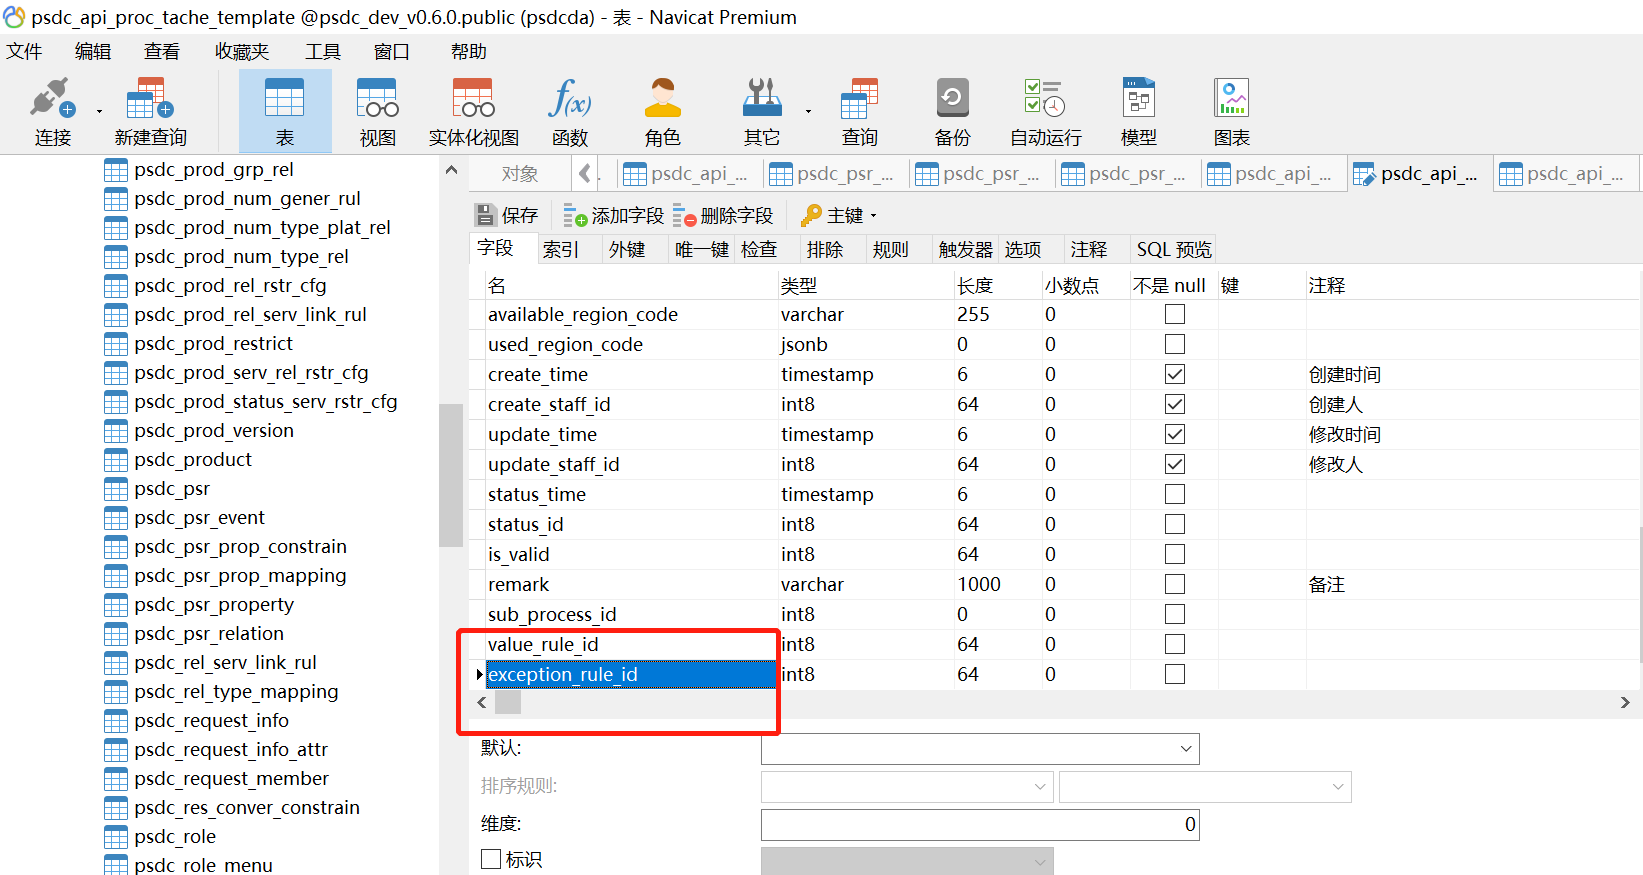 psdc_api_proc_tache_template @psdc_dev_v0.6.0.public (psdcda) - 表 - Navicat Premium
文件 编辑 查看 收藏夹 工具 窗口 帮助
连接 新建查询 表 视图 实体化视图 f(x) 函数 角色 其它 查询 备份 自动运行 模型 图表
psdc_prod_grp_rel
psdc_prod_num_gener_rul
psdc_prod_num_type_plat_rel
psdc_prod_num_type_rel
psdc_prod_rel_rstr_cfg
psdc_prod_rel_serv_link_rul
psdc_prod_restrict
psdc_prod_serv_rel_rstr_cfg
psdc_prod_status_serv_rstr_cfg
psdc_prod_version
psdc_product
psdc_psr
psdc_psr_event
psdc_psr_prop_constrain
psdc_psr_prop_mapping
psdc_psr_property
psdc_psr_relation
psdc_rel_serv_link_rul
psdc_rel_type_mapping
psdc_request_info
psdc_request_info_attr
psdc_request_member
psdc_res_conver_constrain
psdc_role
psdc_role_menu
对象 psdc_api_... psdc_psr_... psdc_psr_... psdc_psr_... psdc_api_... psdc_api_... psdc_api_...
保存 添加字段 删除字段 主键
字段 索引 外键 唯一键 检查 排除 规则 触发器 选项 注释 SQL 预览
名 类型 长度 小数点 不是 null 键 注释
available_region_code varchar 255 0
used_region_code jsonb 0 0
create_time timestamp 6 0 创建时间
create_staff_id int8 64 0 创建人
update_time timestamp 6 0 修改时间
update_staff_id int8 64 0 修改人
status_time timestamp 6 0
status_id int8 64 0
is_valid int8 64 0
remark varchar 1000 0 备注
sub_process_id int8 0 0
value_rule_id int8 64 0
exception_rule_id int8 64 0
默认:
排序规则:
维度: 0
标识